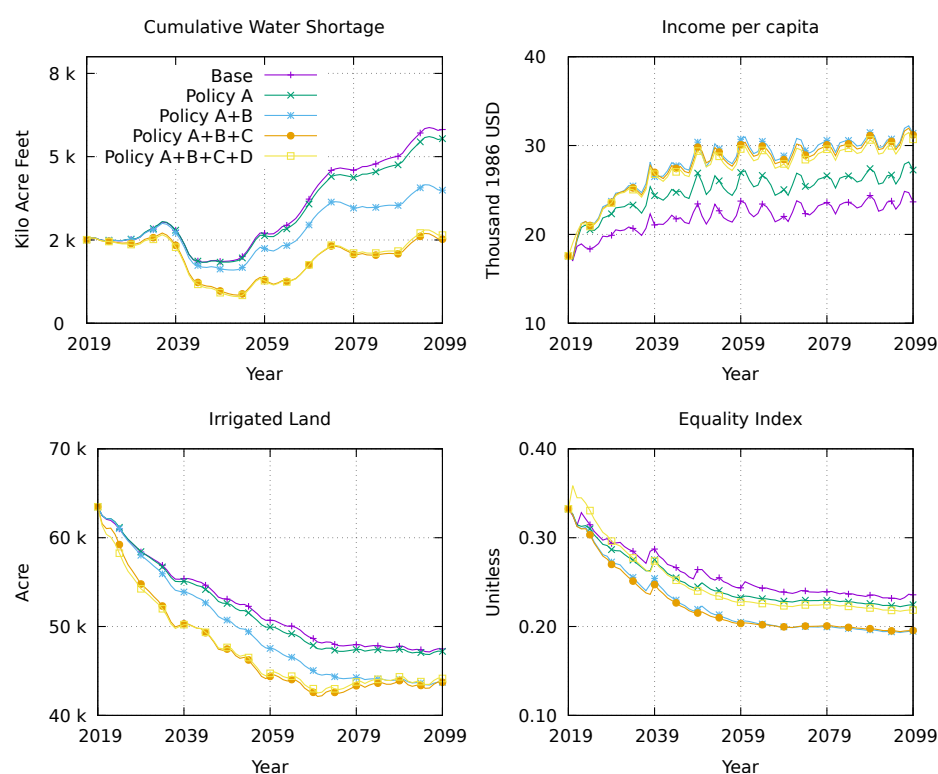 Cumulative Water Shortage
Kilo Acre Feet
8 k
5 k
2 k
0
Base
Policy A
Policy A+B
Policy A+B+C
Policy A+B+C+D
2019 2039 2059 2079 2099
Year
Income per capita
Thousand 1986 USD
40
30
20
10
2019 2039 2059 2079 2099
Year
Irrigated Land
Acre
70 k
60 k
50 k
40 k
2019 2039 2059 2079 2099
Year
Equality Index
Unitless
0.40
0.30
0.20
0.10
2019 2039 2059 2079 2099
Year